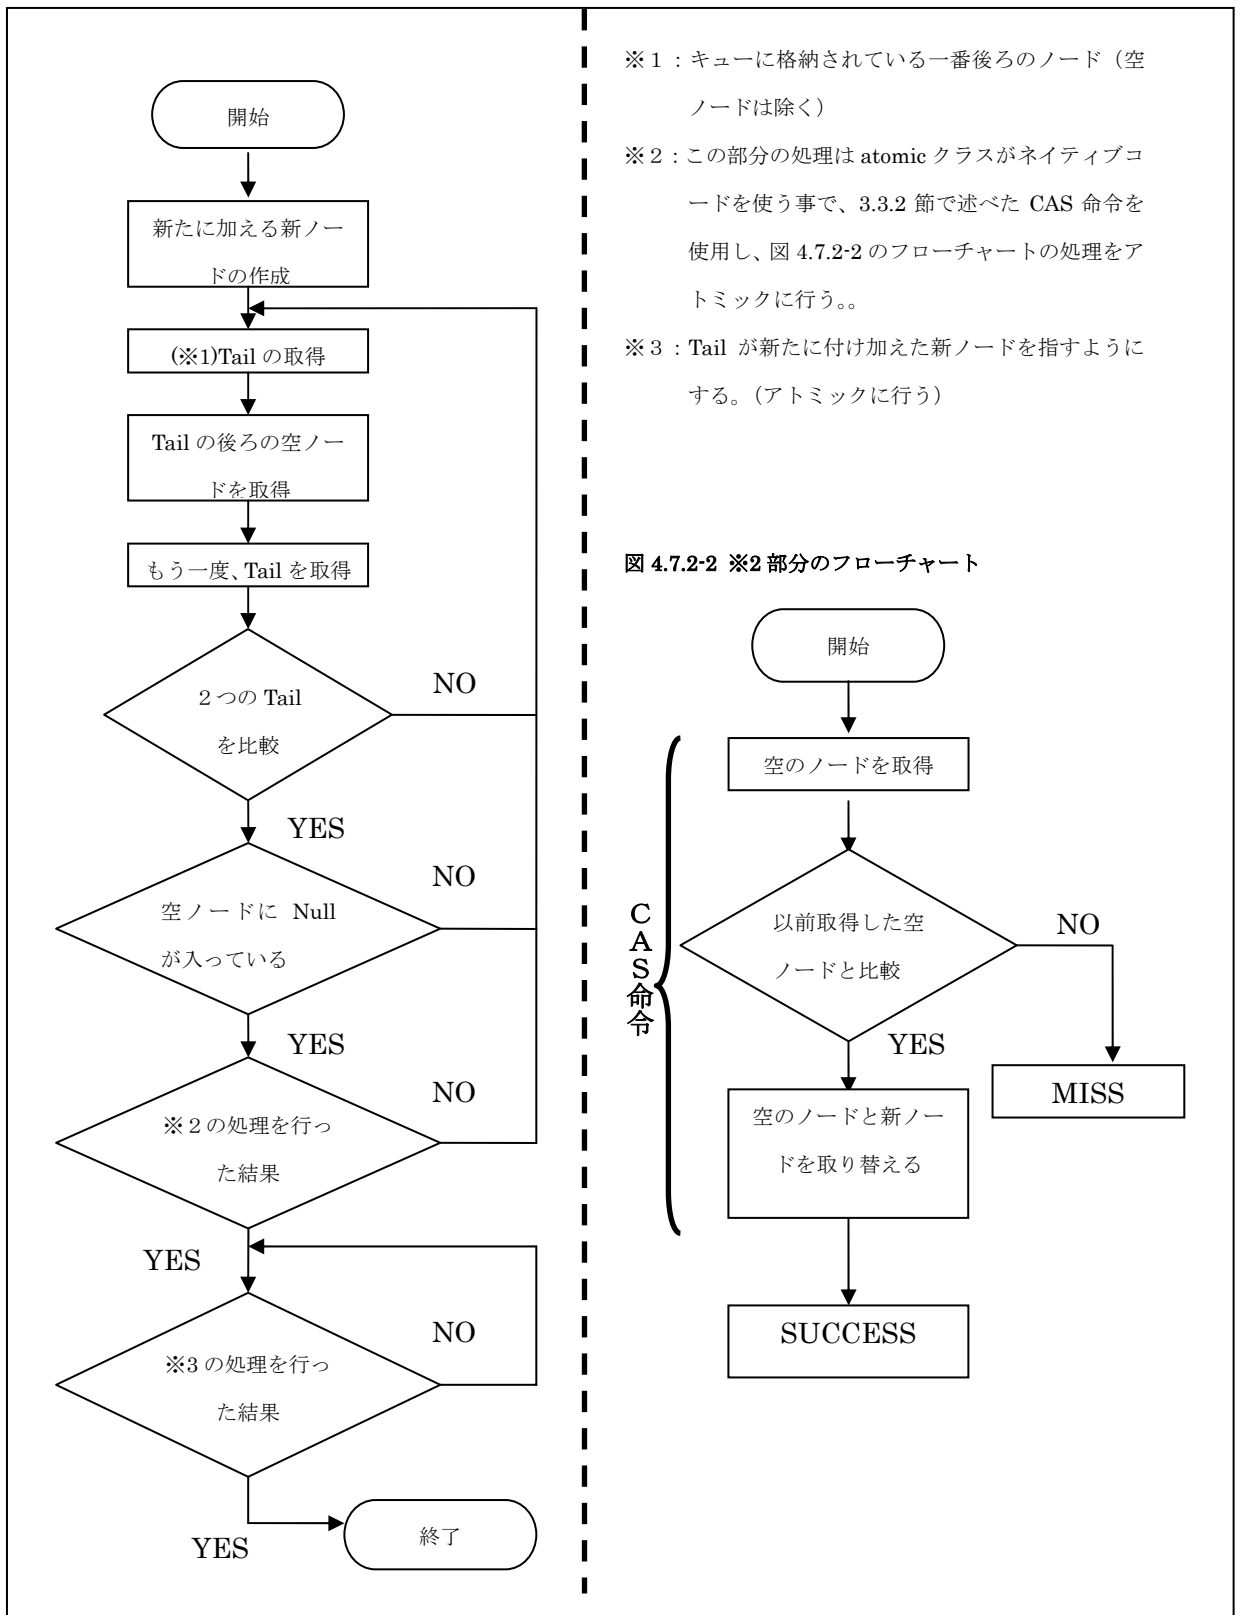 開始
新たに加える新ノー
ドの作成
(※1)Tail の取得
Tail の後ろの空ノー
ドを取得
もう一度、Tail を取得
２つの Tail
を比較
NO
YES
空ノードに Null
が入っている
NO
YES
※２の処理を行っ
た結果
NO
YES
※3 の処理を行っ
た結果
NO
YES
終了
※１：キューに格納されている一番後ろのノード（空
ノードは除く）
※２：この部分の処理は atomic クラスがネイティブコ
ードを使う事で、3.3.2 節で述べた CAS 命令を
使用し、図 4.7.2-2 のフローチャートの処理をア
トミックに行う。。
※３：Tail が新たに付け加えた新ノードを指すように
する。（アトミックに行う）
図 4.7.2-2 ※2 部分のフローチャート
開始
空のノードを取得
CAS命令
以前取得した空
ノードと比較
NO
YES
MISS
空のノードと新ノー
ドを取り替える
SUCCESS